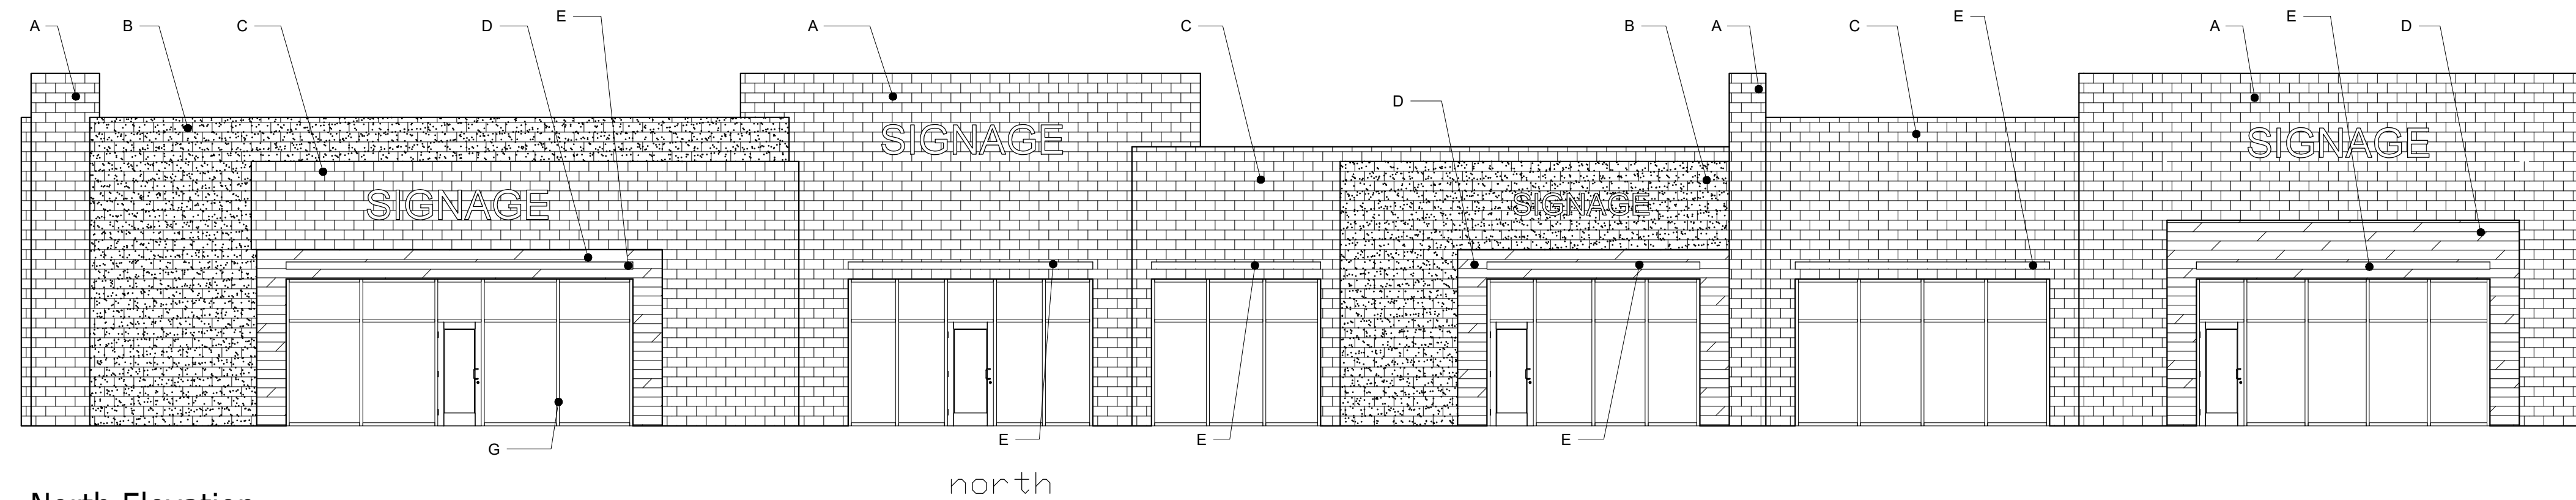 A B C D E A C D B A C E A E D
SIGNAGE SIGNAGE SIGNAGE SIGNAGE
G E E E
north
North Elevation